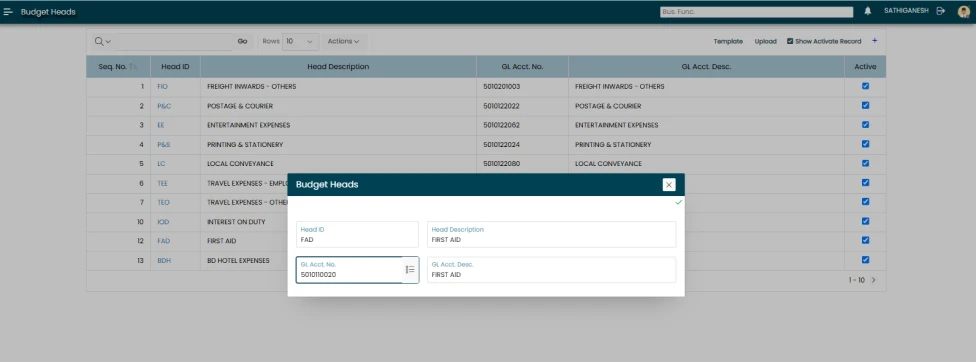 Budget Heads
Bus. Func.
SATHIGANESH
Go
Rows 10
Actions
Template Upload Show Activate Record +
Seq. No. Head ID Head Description GL Acct. No. GL Acct. Desc. Active
1 FIO FREIGHT INWARDS - OTHERS 5010201003 FREIGHT INWARDS - OTHERS
2 P&C POSTAGE & COURIER 5010122022 POSTAGE & COURIER
3 EE ENTERTAINMENT EXPENSES 5010122062 ENTERTAINMENT EXPENSES
4 P&S PRINTING & STATIONERY 5010122024 PRINTING & STATIONERY
5 LC LOCAL CONVEYANCE 5010122080 LOCAL CONVEYANCE
6 TEE TRAVEL EXPENSES - EMPL
7 TEO TRAVEL EXPENSES - OTHE
10 IOD INTEREST ON DUTY
12 FAD FIRST AID
13 BDH BD HOTEL EXPENSES
1 - 10
Budget Heads
Head ID
FAD
Head Description
FIRST AID
GL Acct. No.
5010110020
GL Acct. Desc.
FIRST AID